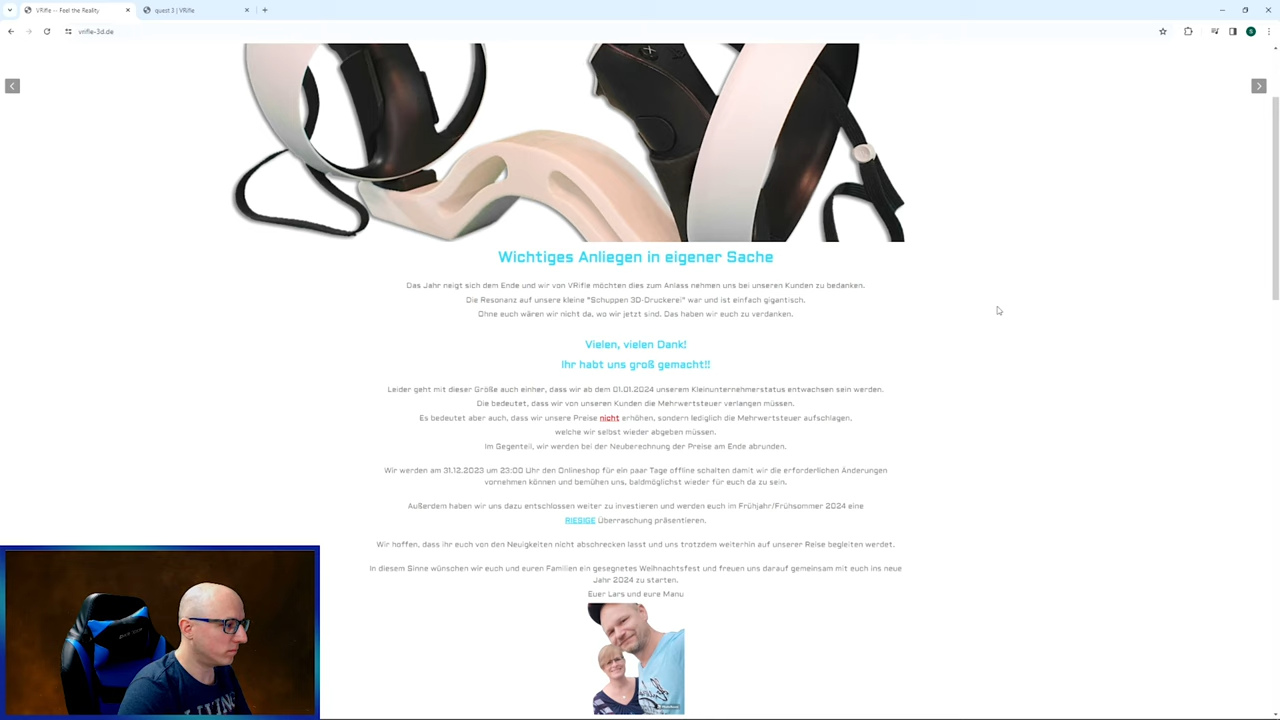 VRifle -- Feel the Reality
quest 3 | VRifle
vrifle-3d.de
S
Wichtiges Anliegen in eigener Sache
Das Jahr neigt sich dem Ende und wir von VRifle möchten dies zum Anlass nehmen uns bei unseren Kunden zu bedanken.
Die Resonanz auf unsere kleine "Schuppen 3D-Druckerei" war und ist einfach gigantisch.
Ohne euch wären wir nicht da, wo wir jetzt sind. Das haben wir euch zu verdanken.
Vielen, vielen Dank!
Ihr habt uns groß gemacht!!
Leider geht mit dieser Größe auch einher, dass wir ab dem 01.01.2024 unserem Kleinunternehmerstatus entwachsen sein werden.
Die bedeutet, dass wir von unseren Kunden die Mehrwertsteuer verlangen müssen.
Es bedeutet aber auch, dass wir unsere Preise nicht erhöhen, sondern lediglich die Mehrwertsteuer aufschlagen.
welche wir selbst wieder abgeben müssen.
Im Gegenteil, wir werden bei der Neuberechnung der Preise am Ende abrunden.
Wir werden am 31.12.2023 um 23:00 Uhr den Onlineshop für ein paar Tage offline schalten damit wir die erforderlichen Änderungen
vornehmen können und bemühen uns, baldmöglichst wieder für euch da zu sein.
Außerdem haben wir uns dazu entschlossen weiter zu investieren und werden euch im Frühjahr/Frühsommer 2024 eine
RIESIGE Überraschung präsentieren.
Wir hoffen, dass ihr euch von den Neuigkeiten nicht abschrecken lasst und uns trotzdem weiterhin auf unserer Reise begleiten werdet.
In diesem Sinne wünschen wir euch und euren Familien ein gesegnetes Weihnachtsfest und freuen uns darauf gemeinsam mit euch ins neue
Jahr 2024 zu starten.
Euer Lars und eure Manu